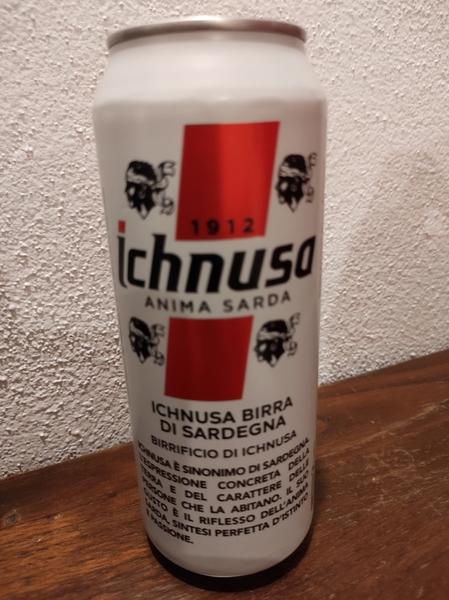 1912
ichnusa
ANIMA SARDA
ICHNUSA BIRRA
DI SARDEGNA
BIRRIFICIO DI ICHNUSA
ICHNUSA È SINONIMO DI SARDEGNA,
L'ESPRESSIONE CONCRETA DELLA
TERRA E DEL CARATTERE DELLE
PERSONE CHE LA ABITANO. IL SUO
GUSTO È IL RIFLESSO DELL'ANIMA
SARDA, SINTESI PERFETTA D'ISTINTO
E PASSIONE.